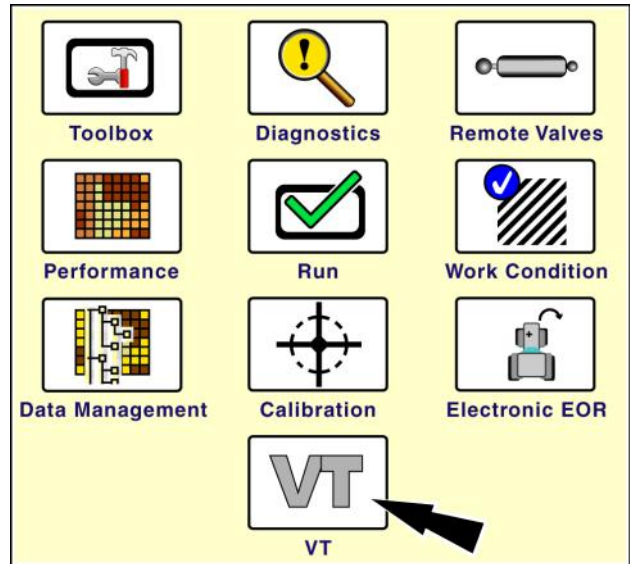 Toolbox
Diagnostics
Remote Valves
Performance
Run
Work Condition
Data Management
Calibration
Electronic EOR
VT
VT